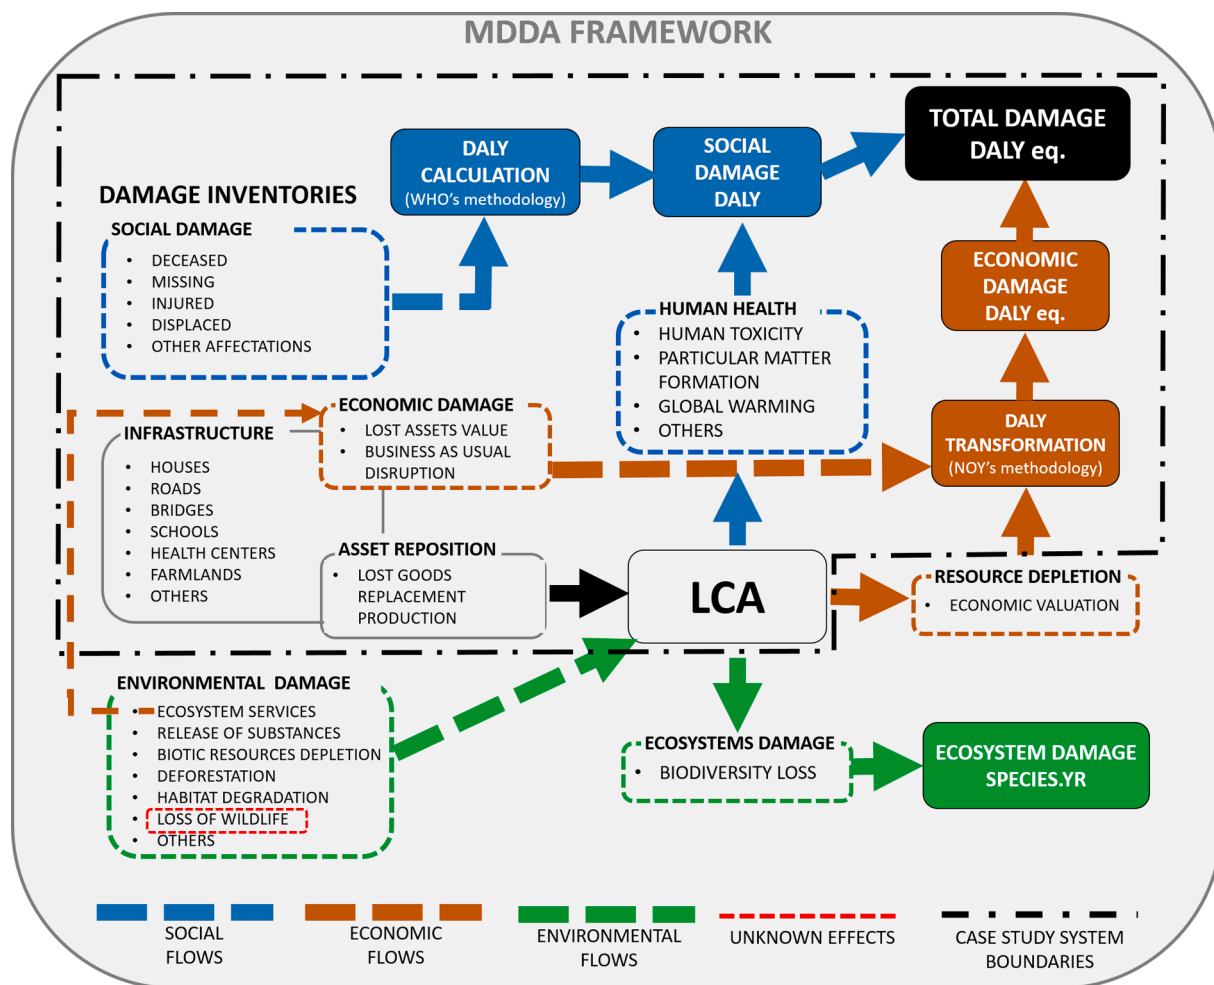 MDDA FRAMEWORK
TOTAL DAMAGE
DALY eq.
DALY
CALCULATION
(WHO's methodology)
SOCIAL
DAMAGE
DALY
DAMAGE INVENTORIES
SOCIAL DAMAGE
• DECEASED
• MISSING
• INJURED
• DISPLACED
• OTHER AFFECTATIONS
ECONOMIC
DAMAGE
DALY eq.
HUMAN HEALTH
• HUMAN TOXICITY
• PARTICULAR MATTER
FORMATION
• GLOBAL WARMING
• OTHERS
ECONOMIC DAMAGE
• LOST ASSETS VALUE
• BUSINESS AS USUAL
DISRUPTION
DALY
TRANSFORMATION
(NOY's methodology)
INFRASTRUCTURE
• HOUSES
• ROADS
• BRIDGES
• SCHOOLS
• HEALTH CENTERS
• FARMLANDS
• OTHERS
ASSET REPOSITION
• LOST GOODS
REPLACEMENT
PRODUCTION
LCA
RESOURCE DEPLETION
• ECONOMIC VALUATION
ENVIRONMENTAL DAMAGE
• ECOSYSTEM SERVICES
• RELEASE OF SUBSTANCES
• BIOTIC RESOURCES DEPLETION
• DEFORESTATION
• HABITAT DEGRADATION
• LOSS OF WILDLIFE
• OTHERS
ECOSYSTEMS DAMAGE
• BIODIVERSITY LOSS
ECOSYSTEM DAMAGE
SPECIES.YR
SOCIAL
FLOWS
ECONOMIC
FLOWS
ENVIRONMENTAL
FLOWS
UNKNOWN EFFECTS
CASE STUDY SYSTEM
BOUNDARIES